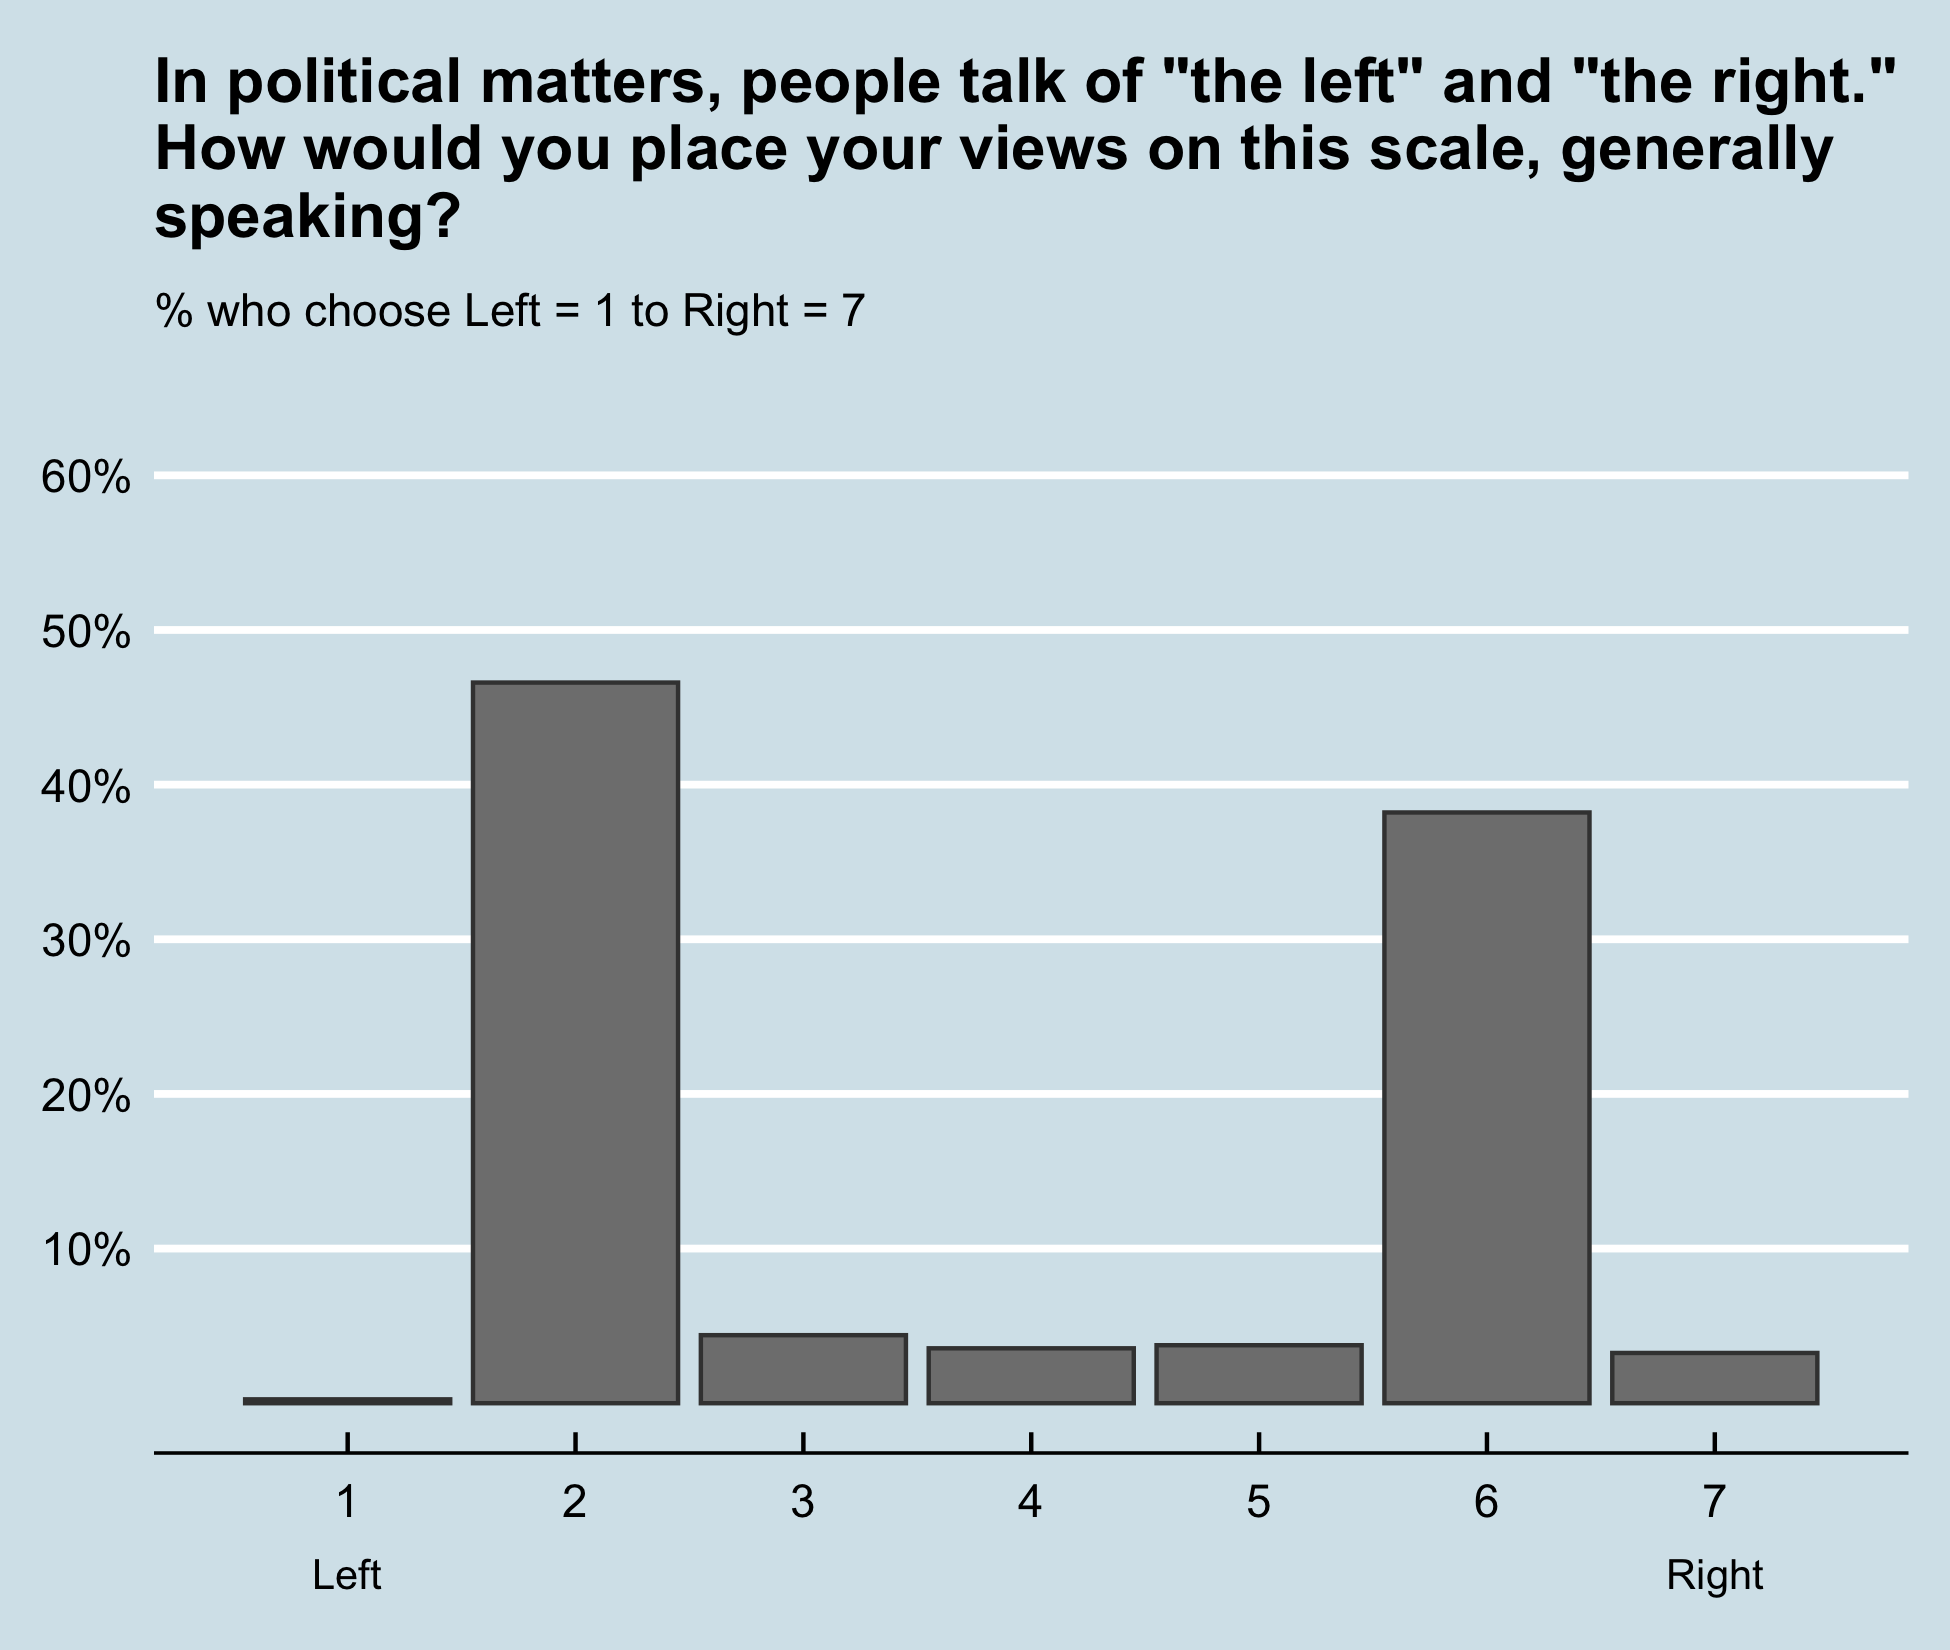 In political matters, people talk of "the left" and "the right."
How would you place your views on this scale, generally
speaking?
% who choose Left = 1 to Right = 7
60%
50%
40%
30%
20%
10%
1 2 3 4 5 6 7
Left Right